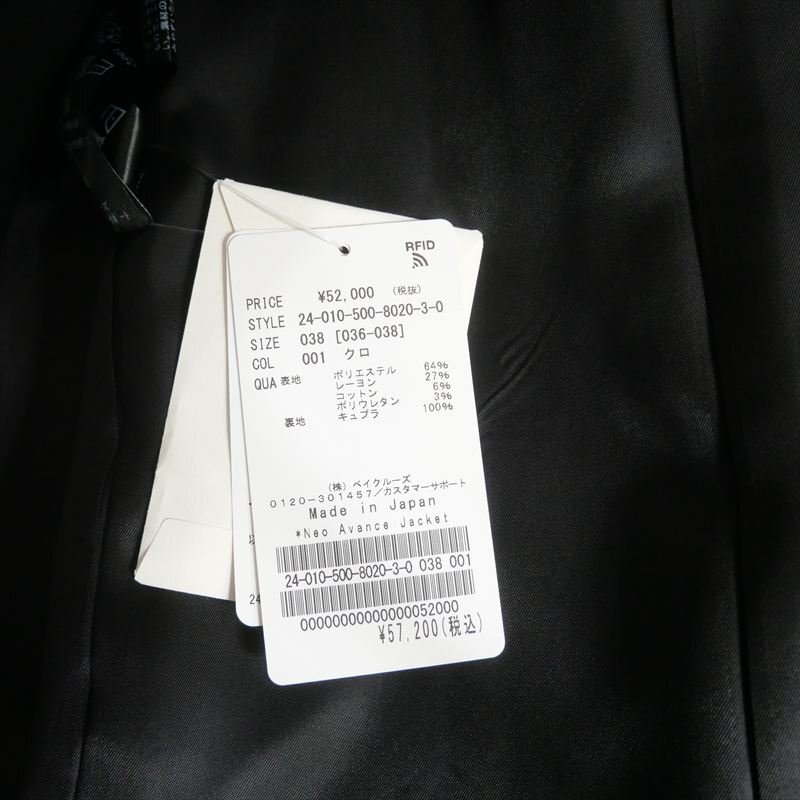 RFID
PRICE ¥52,000 (税抜)
STYLE 24-010-500-8020-3-0
SIZE 038 [036-038]
COL 001 クロ
QUA 表地 ポリエステル 64%
レーヨン 27%
コットン 6%
ポリウレタン 3%
裏地 キュプラ 100%
(株)ベイクルーズ
0120-301457/カスタマーサポート
Made in Japan
*Neo Avance Jacket
24-010-500-8020-3-0 038 001
00000000000000052000
¥57,200(税込)
24